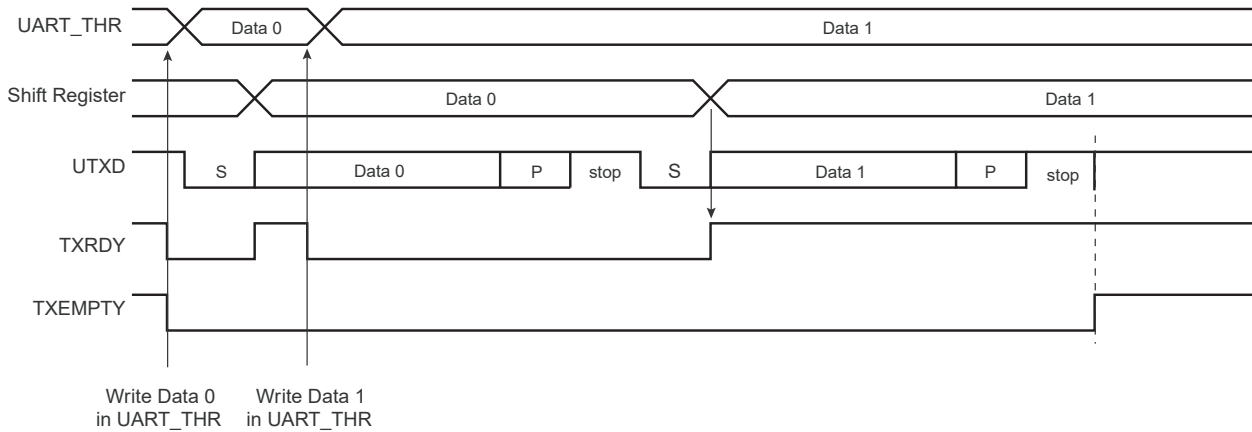 UART_THR Data 0 Data 1
Shift Register Data 0 Data 1
UTXD S Data 0 P stop S Data 1 P stop
TXRDY
TXEMPTY
Write Data 0 Write Data 1
in UART_THR in UART_THR